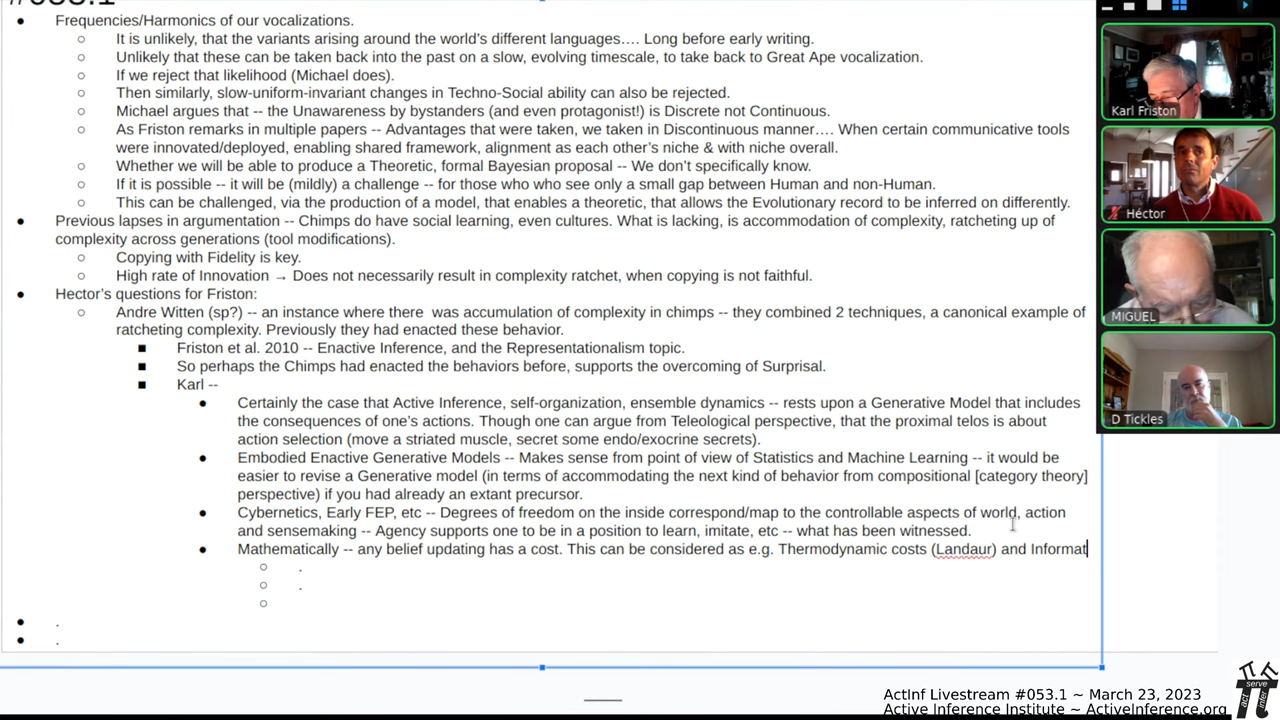 #053.1
Frequencies/Harmonics of our vocalizations.
It is unlikely, that the variants arising around the world's different languages…. Long before early writing.
Unlikely that these can be taken back into the past on a slow, evolving timescale, to take back to Great Ape vocalization.
If we reject that likelihood (Michael does).
Then similarly, slow-uniform-invariant changes in Techno-Social ability can also be rejected.
Michael argues that -- the Unawareness by bystanders (and even protagonist!) is Discrete not Continuous.
As Friston remarks in multiple papers -- Advantages that were taken, we taken in Discontinuous manner…. When certain communicative tools
were innovated/deployed, enabling shared framework, alignment as each other's niche & with niche overall.
Whether we will be able to produce a Theoretic, formal Bayesian proposal -- We don't specifically know.
If it is possible -- it will be (mildly) a challenge -- for those who who see only a small gap between Human and non-Human.
This can be challenged, via the production of a model, that enables a theoretic, that allows the Evolutionary record to be inferred on differently.
Previous lapses in argumentation -- Chimps do have social learning, even cultures. What is lacking, is accommodation of complexity, ratcheting up of
complexity across generations (tool modifications).
Copying with Fidelity is key.
High rate of Innovation → Does not necessarily result in complexity ratchet, when copying is not faithful.
Hector's questions for Friston:
Andre Witten (sp?) -- an instance where there  was accumulation of complexity in chimps -- they combined 2 techniques, a canonical example of
ratcheting complexity. Previously they had enacted these behavior.
Friston et al. 2010 -- Enactive Inference, and the Representationalism topic.
So perhaps the Chimps had enacted the behaviors before, supports the overcoming of Surprisal.
Karl --
Certainly the case that Active Inference, self-organization, ensemble dynamics -- rests upon a Generative Model that includes
the consequences of one's actions. Though one can argue from Teleological perspective, that the proximal telos is about
action selection (move a striated muscle, secret some endo/exocrine secrets).
Embodied Enactive Generative Models -- Makes sense from point of view of Statistics and Machine Learning -- it would be
easier to revise a Generative model (in terms of accommodating the next kind of behavior from compositional [category theory]
perspective) if you had already an extant precursor.
Cybernetics, Early FEP, etc -- Degrees of freedom on the inside correspond/map to the controllable aspects of world, action
and sensemaking -- Agency supports one to be in a position to learn, imitate, etc -- what has been witnessed.
Mathematically -- any belief updating has a cost. This can be considered as e.g. Thermodynamic costs (Landaur) and Informat
.
.
.
.
Karl Friston
Héctor
MIGUEL
D Tickles
ActInf Livestream #053.1 ~ March 23, 2023
Active Inference Institute ~ ActiveInference.org
serve
act
infer